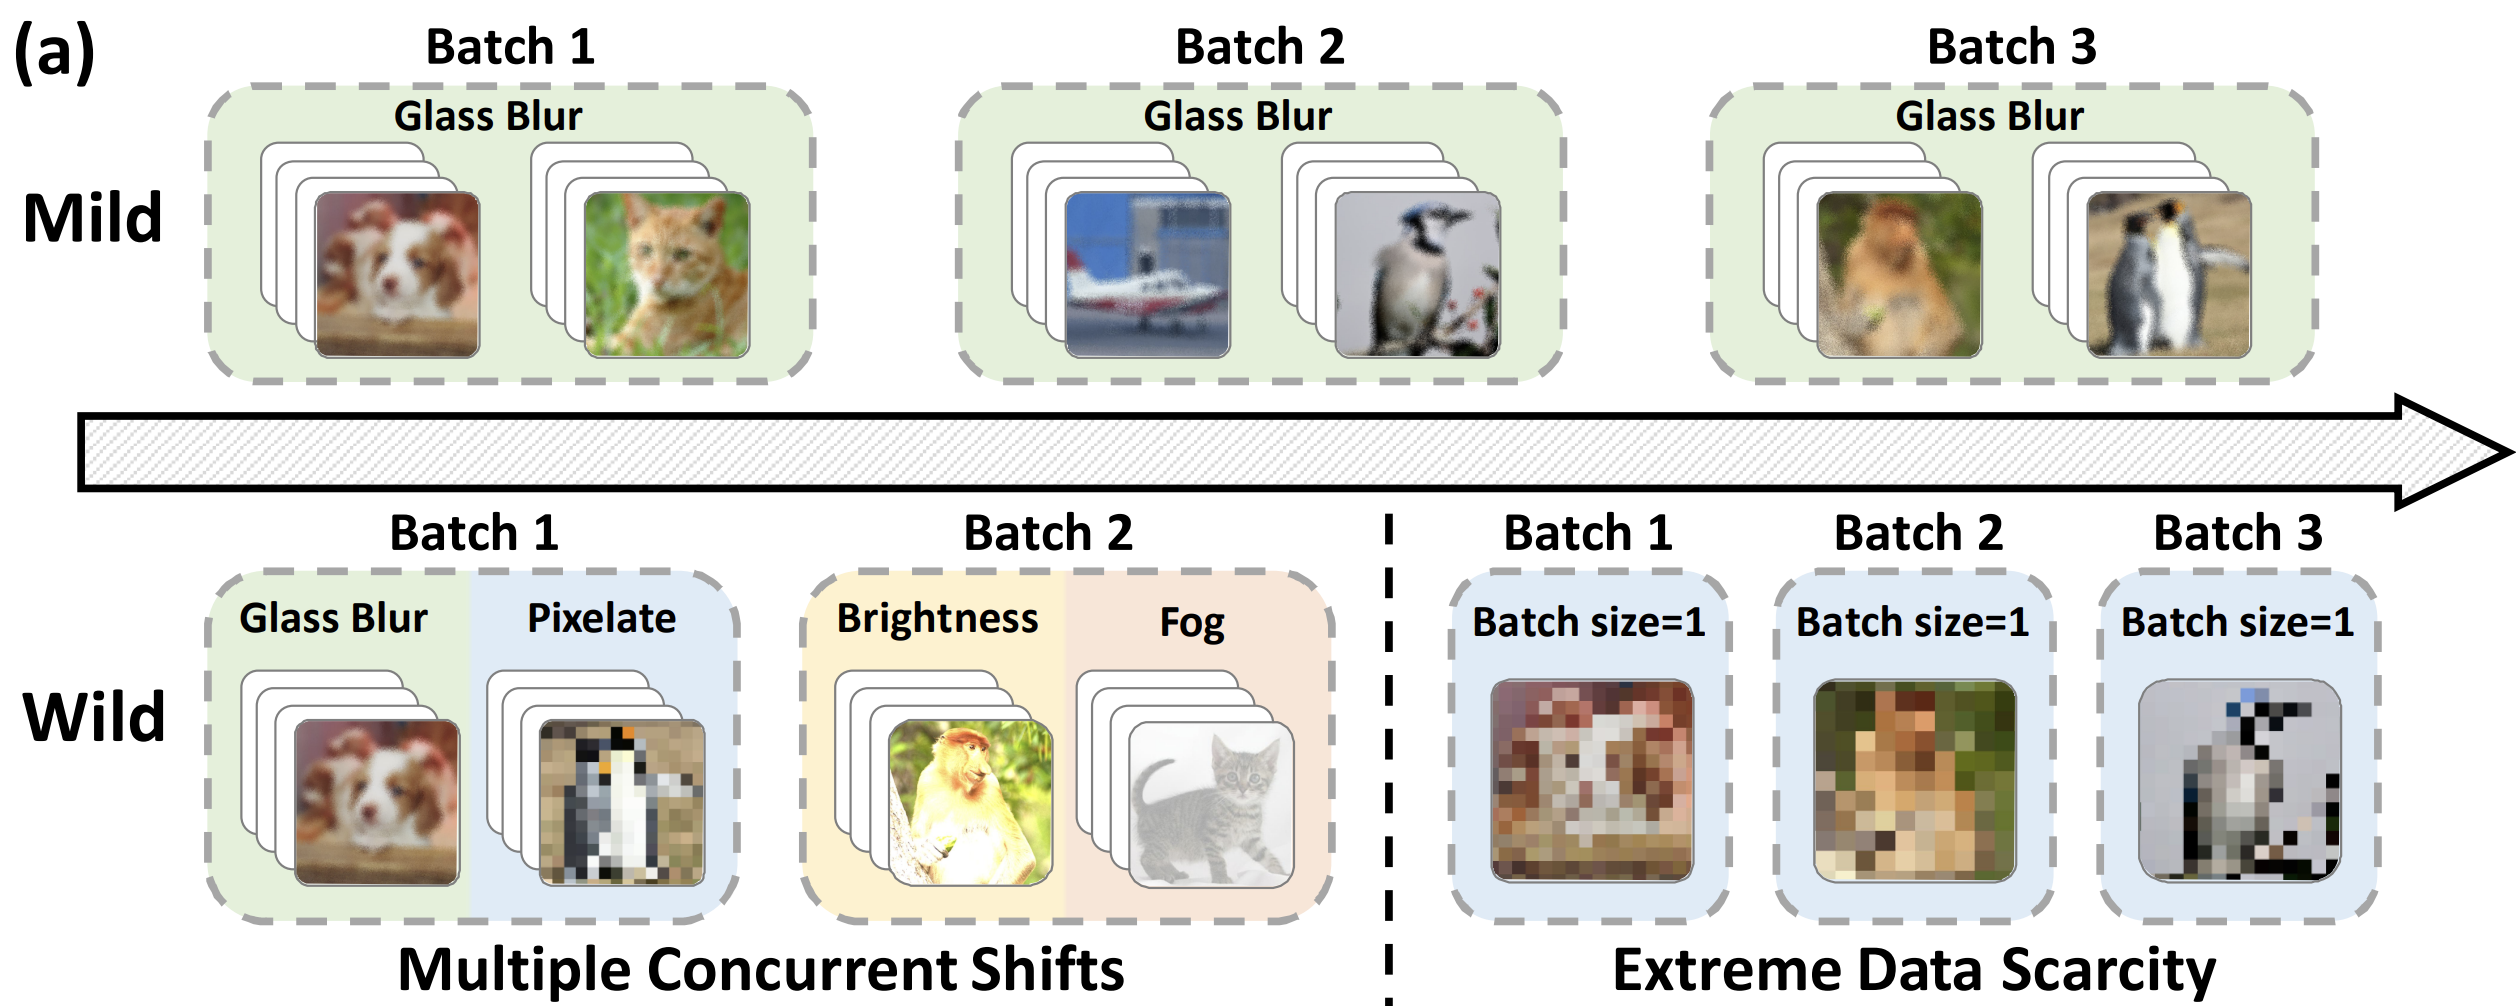 (a)
Batch 1
Batch 2
Batch 3
Glass Blur
Glass Blur
Glass Blur
Mild
Batch 1
Batch 2
Batch 1
Batch 2
Batch 3
Glass Blur
Pixelate
Brightness
Fog
Batch size=1
Batch size=1
Batch size=1
Wild
Multiple Concurrent Shifts
Extreme Data Scarcity